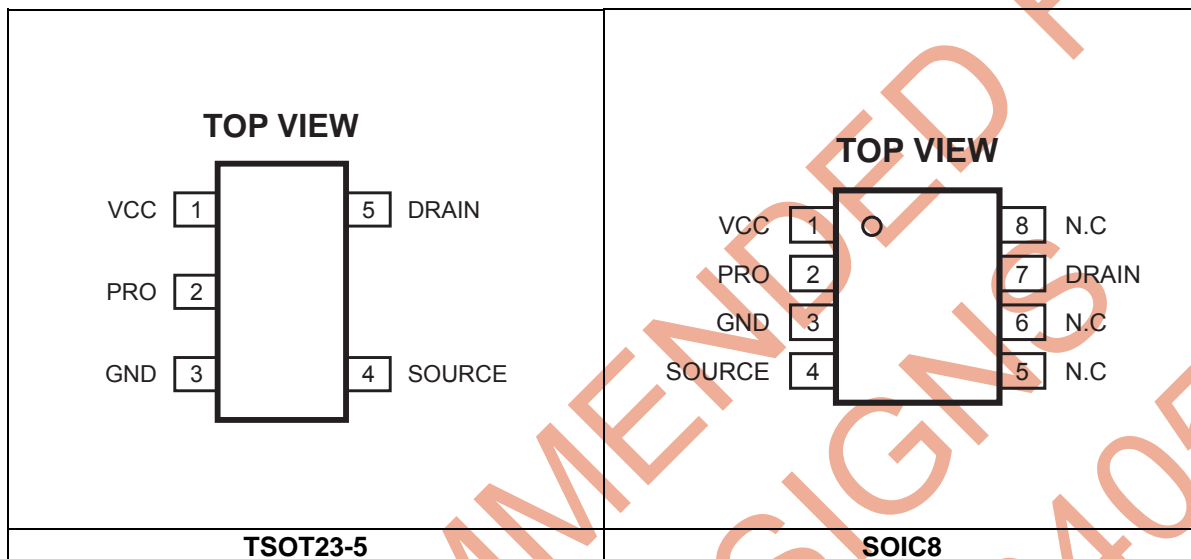 TOP VIEW
VCC 1
5 DRAIN
PRO 2
GND 3
4 SOURCE
TSOT23-5
TOP VIEW
VCC 1
8 N.C
PRO 2
7 DRAIN
GND 3
6 N.C
SOURCE 4
5 N.C
SOIC8